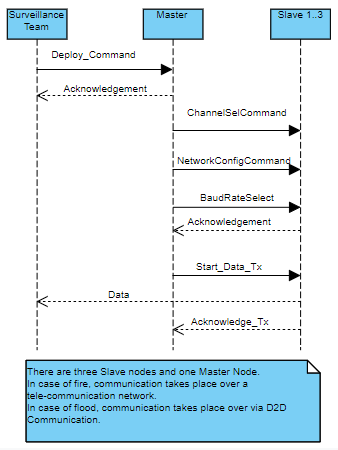 Surveillance
Team
Master
Slave 1..3
Deploy_Command
Acknowledgement
ChannelSelCommand
NetworkConfigCommand
BaudRateSelect
Acknowledgement
Start_Data_Tx
Data
Acknowledge_Tx
There are three Slave nodes and one Master Node.
In case of fire, communication takes place over a
tele-communication network.
In case of flood, communication takes place over via D2D
Communication.